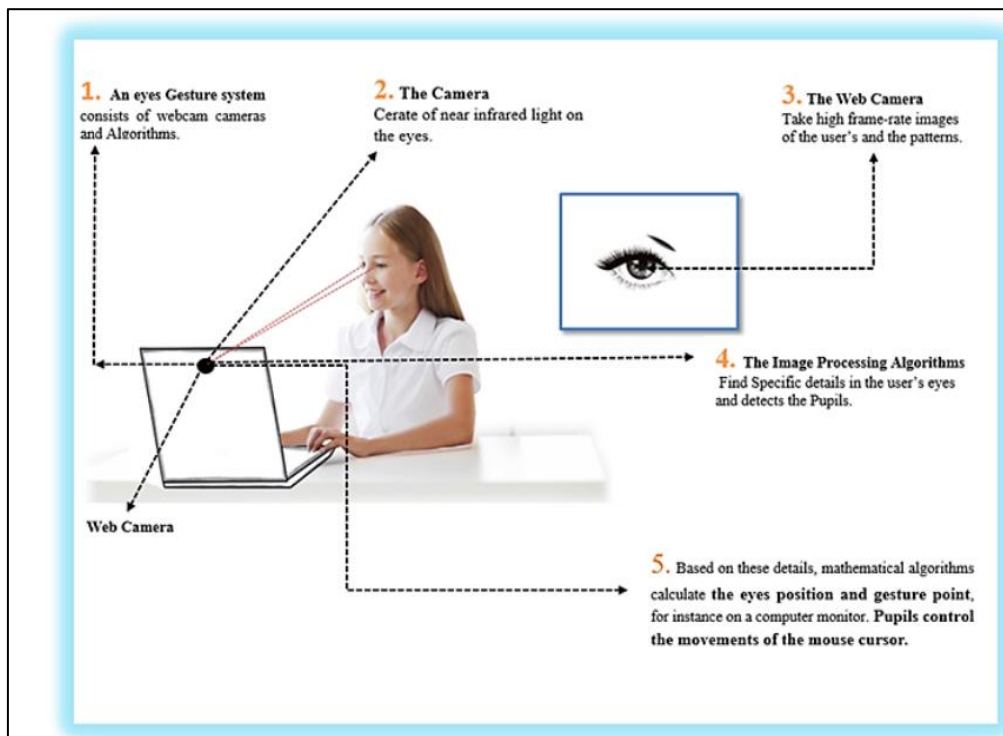 1. An eyes Gesture system
consists of webcam cameras
and Algorithms.
2. The Camera
Cerate of near infrared light on
the eyes.
3. The Web Camera
Take high frame-rate images
of the user's and the patterns.
4. The Image Processing Algorithms
Find Specific details in the user's eyes
and detects the Pupils.
Web Camera
5. Based on these details, mathematical algorithms
calculate the eyes position and gesture point,
for instance on a computer monitor. Pupils control
the movements of the mouse cursor.